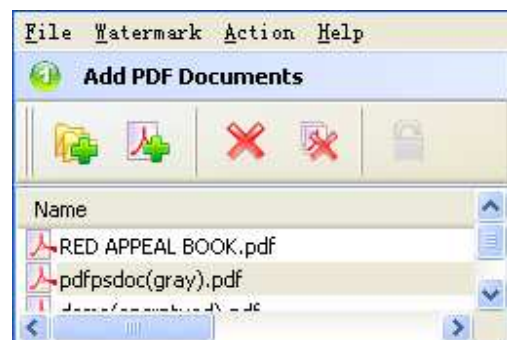 File Watermark Action Help
Add PDF Documents
Name
RED APPEAL BOOK.pdf
pdfpsdoc(gray).pdf